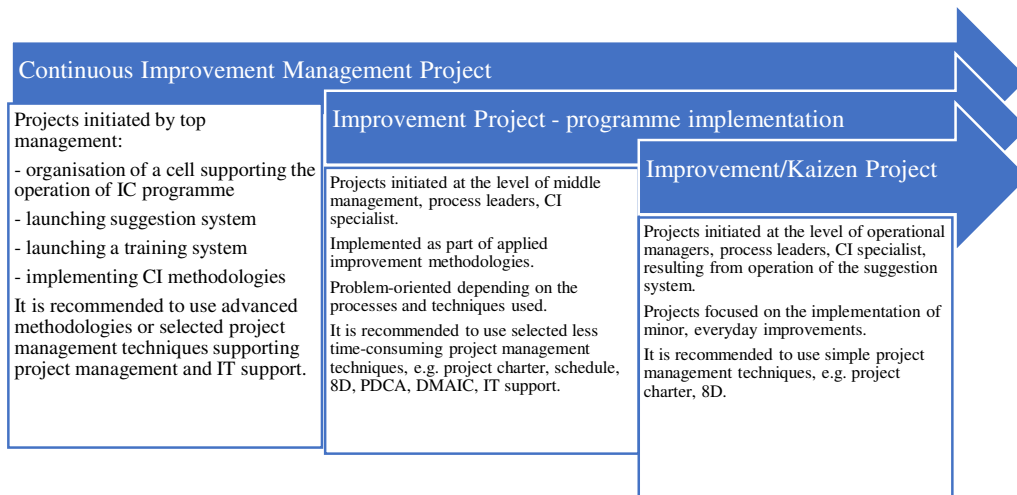 Continuous Improvement Management Project
Projects initiated by top
management:
- organisation of a cell supporting the
operation of IC programme
- launching suggestion system
- launching a training system
- implementing CI methodologies
It is recommended to use advanced
methodologies or selected project
management techniques supporting
project management and IT support.
Improvement Project - programme implementation
Projects initiated at the level of middle
management, process leaders, CI
specialist.
Implemented as part of applied
improvement methodologies.
Problem-oriented depending on the
processes and techniques used.
It is recommended to use selected less
time-consuming project management
techniques, e.g. project charter, schedule,
8D, PDCA, DMAIC, IT support.
Improvement/Kaizen Project
Projects initiated at the level of operational
managers, process leaders, CI specialist,
resulting from operation of the suggestion
system.
Projects focused on the implementation of
minor, everyday improvements.
It is recommended to use simple project
management techniques, e.g. project
charter, 8D.